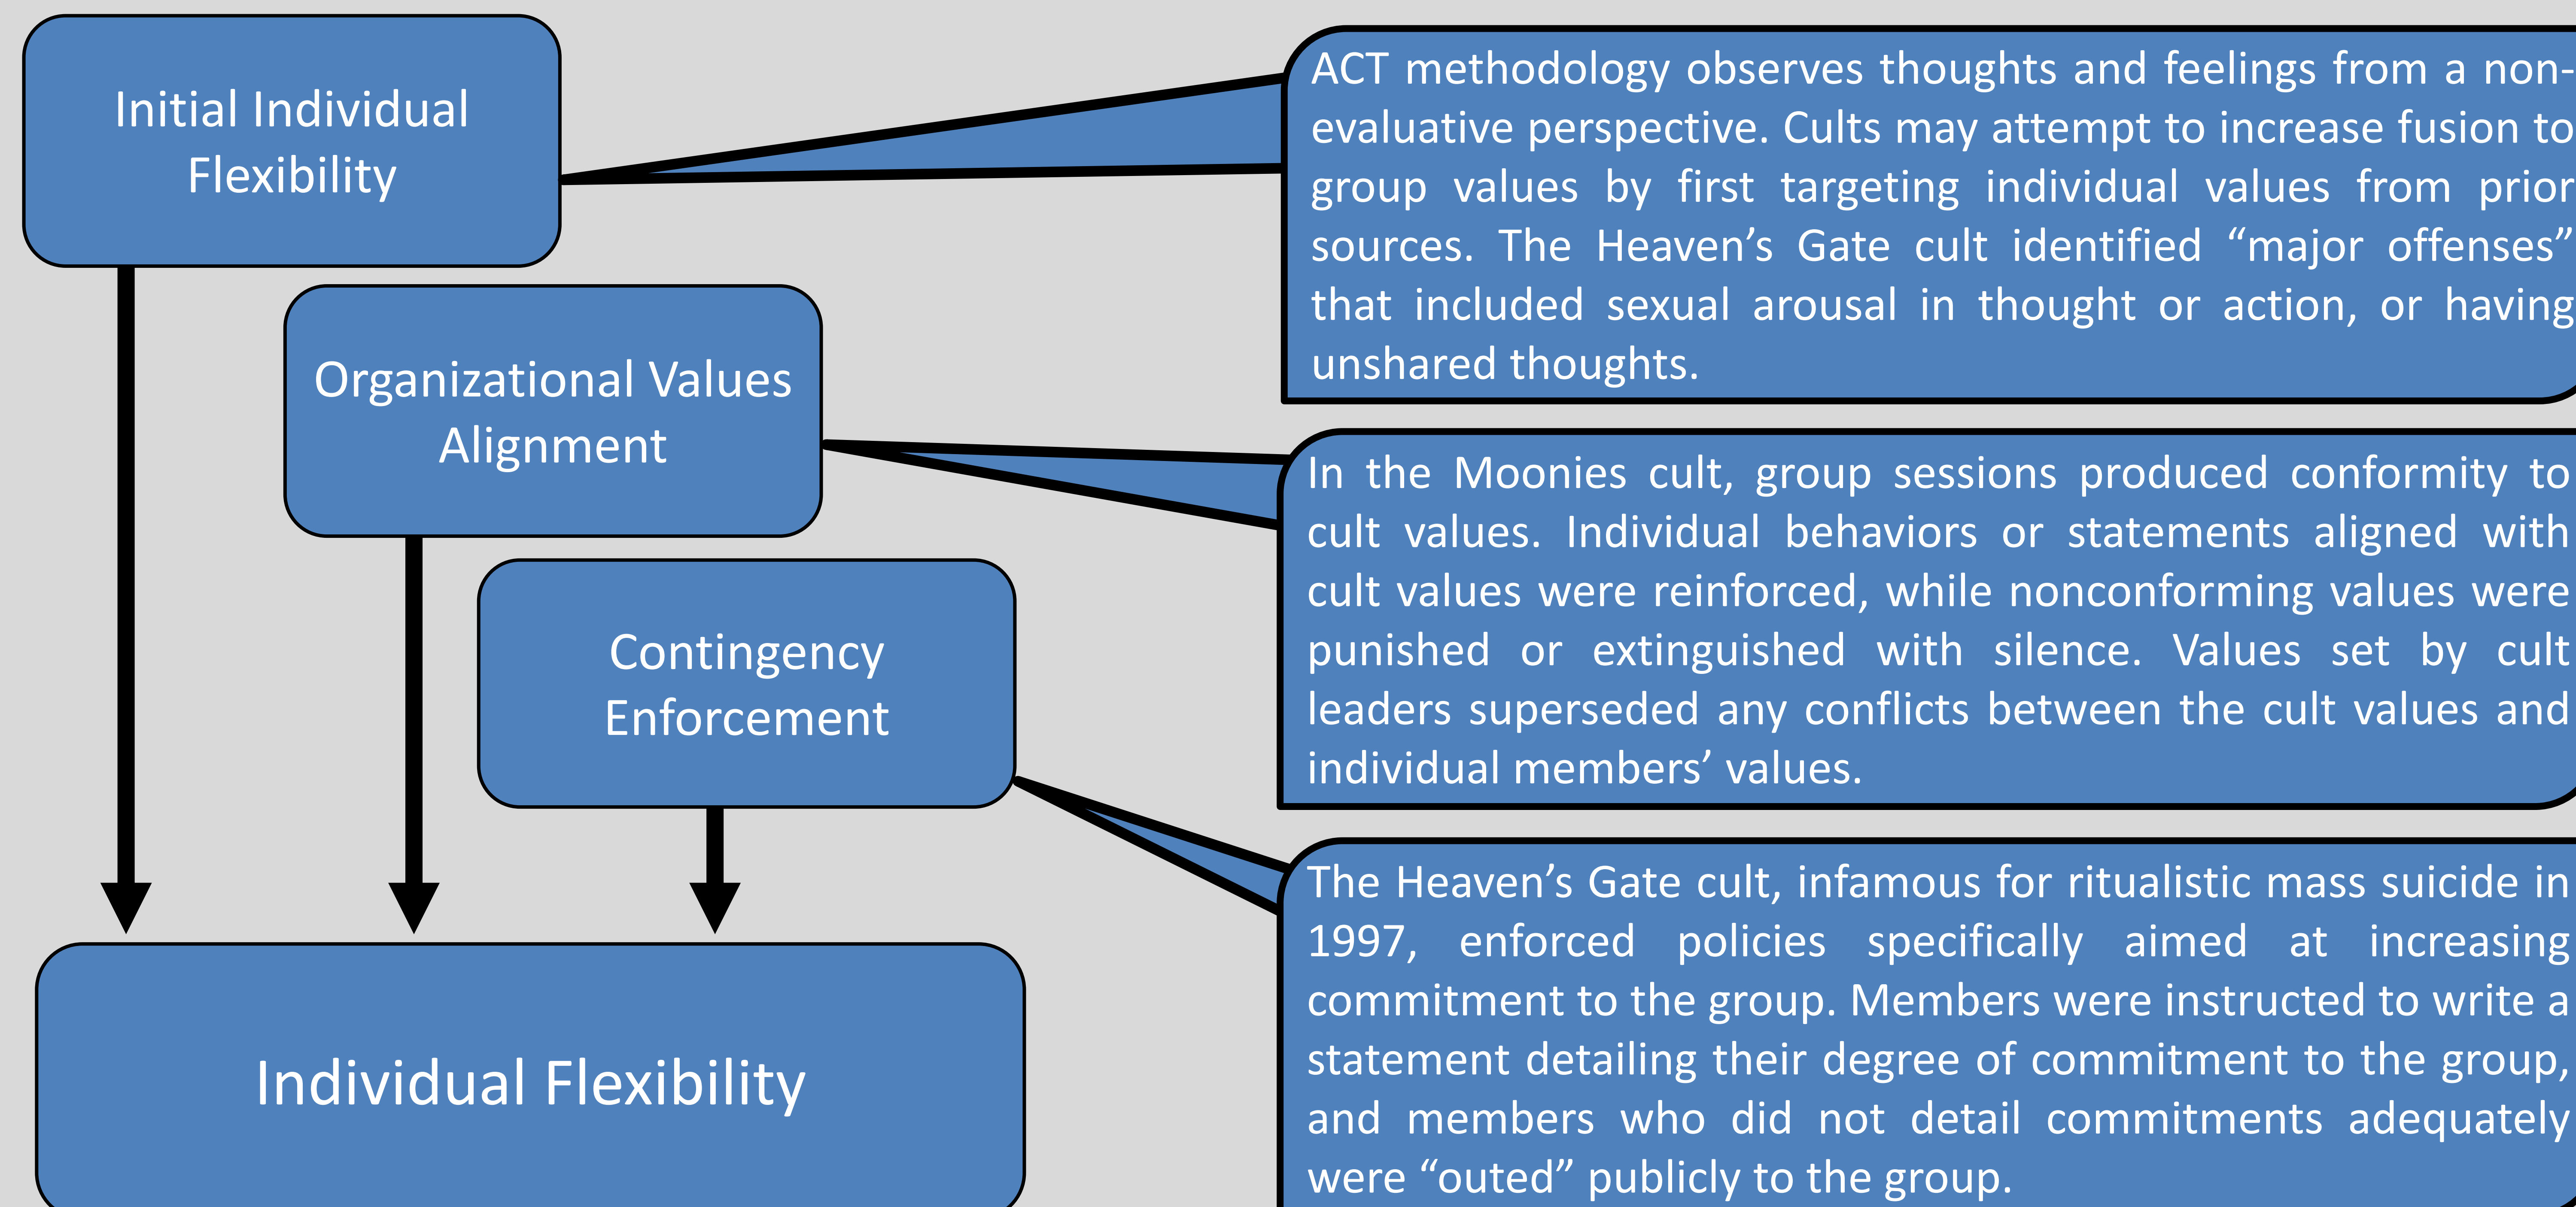 Initial Individual
Flexibility
ACT methodology observes thoughts and feelings from a non-
evaluative perspective. Cults may attempt to increase fusion to
group values by first targeting individual values from prior
sources. The Heaven’s Gate cult identified “major offenses”
that included sexual arousal in thought or action, or having
unshared thoughts.
Organizational Values
Alignment
In the Moonies cult, group sessions produced conformity to
cult values. Individual behaviors or statements aligned with
cult values were reinforced, while nonconforming values were
punished or extinguished with silence. Values set by cult
leaders superseded any conflicts between the cult values and
individual members’ values.
Contingency
Enforcement
The Heaven’s Gate cult, infamous for ritualistic mass suicide in
1997, enforced policies specifically aimed at increasing
commitment to the group. Members were instructed to write a
statement detailing their degree of commitment to the group,
and members who did not detail commitments adequately
were “outed” publicly to the group.
Individual Flexibility